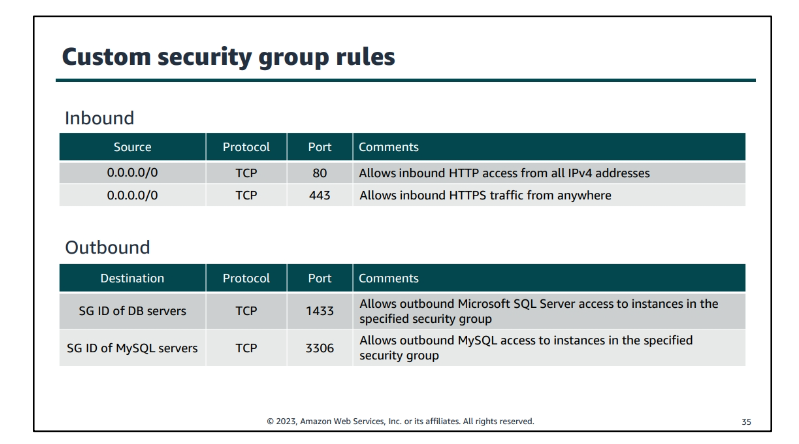 Custom security group rules
Inbound
Source Protocol Port Comments
0.0.0.0/0 TCP 80 Allows inbound HTTP access from all IPv4 addresses
0.0.0.0/0 TCP 443 Allows inbound HTTPS traffic from anywhere
Outbound
Destination Protocol Port Comments
SG ID of DB servers TCP 1433 Allows outbound Microsoft SQL Server access to instances in the
specified security group
SG ID of MySQL servers TCP 3306 Allows outbound MySQL access to instances in the specified
security group
© 2023, Amazon Web Services, Inc. or its affiliates. All rights reserved.
35